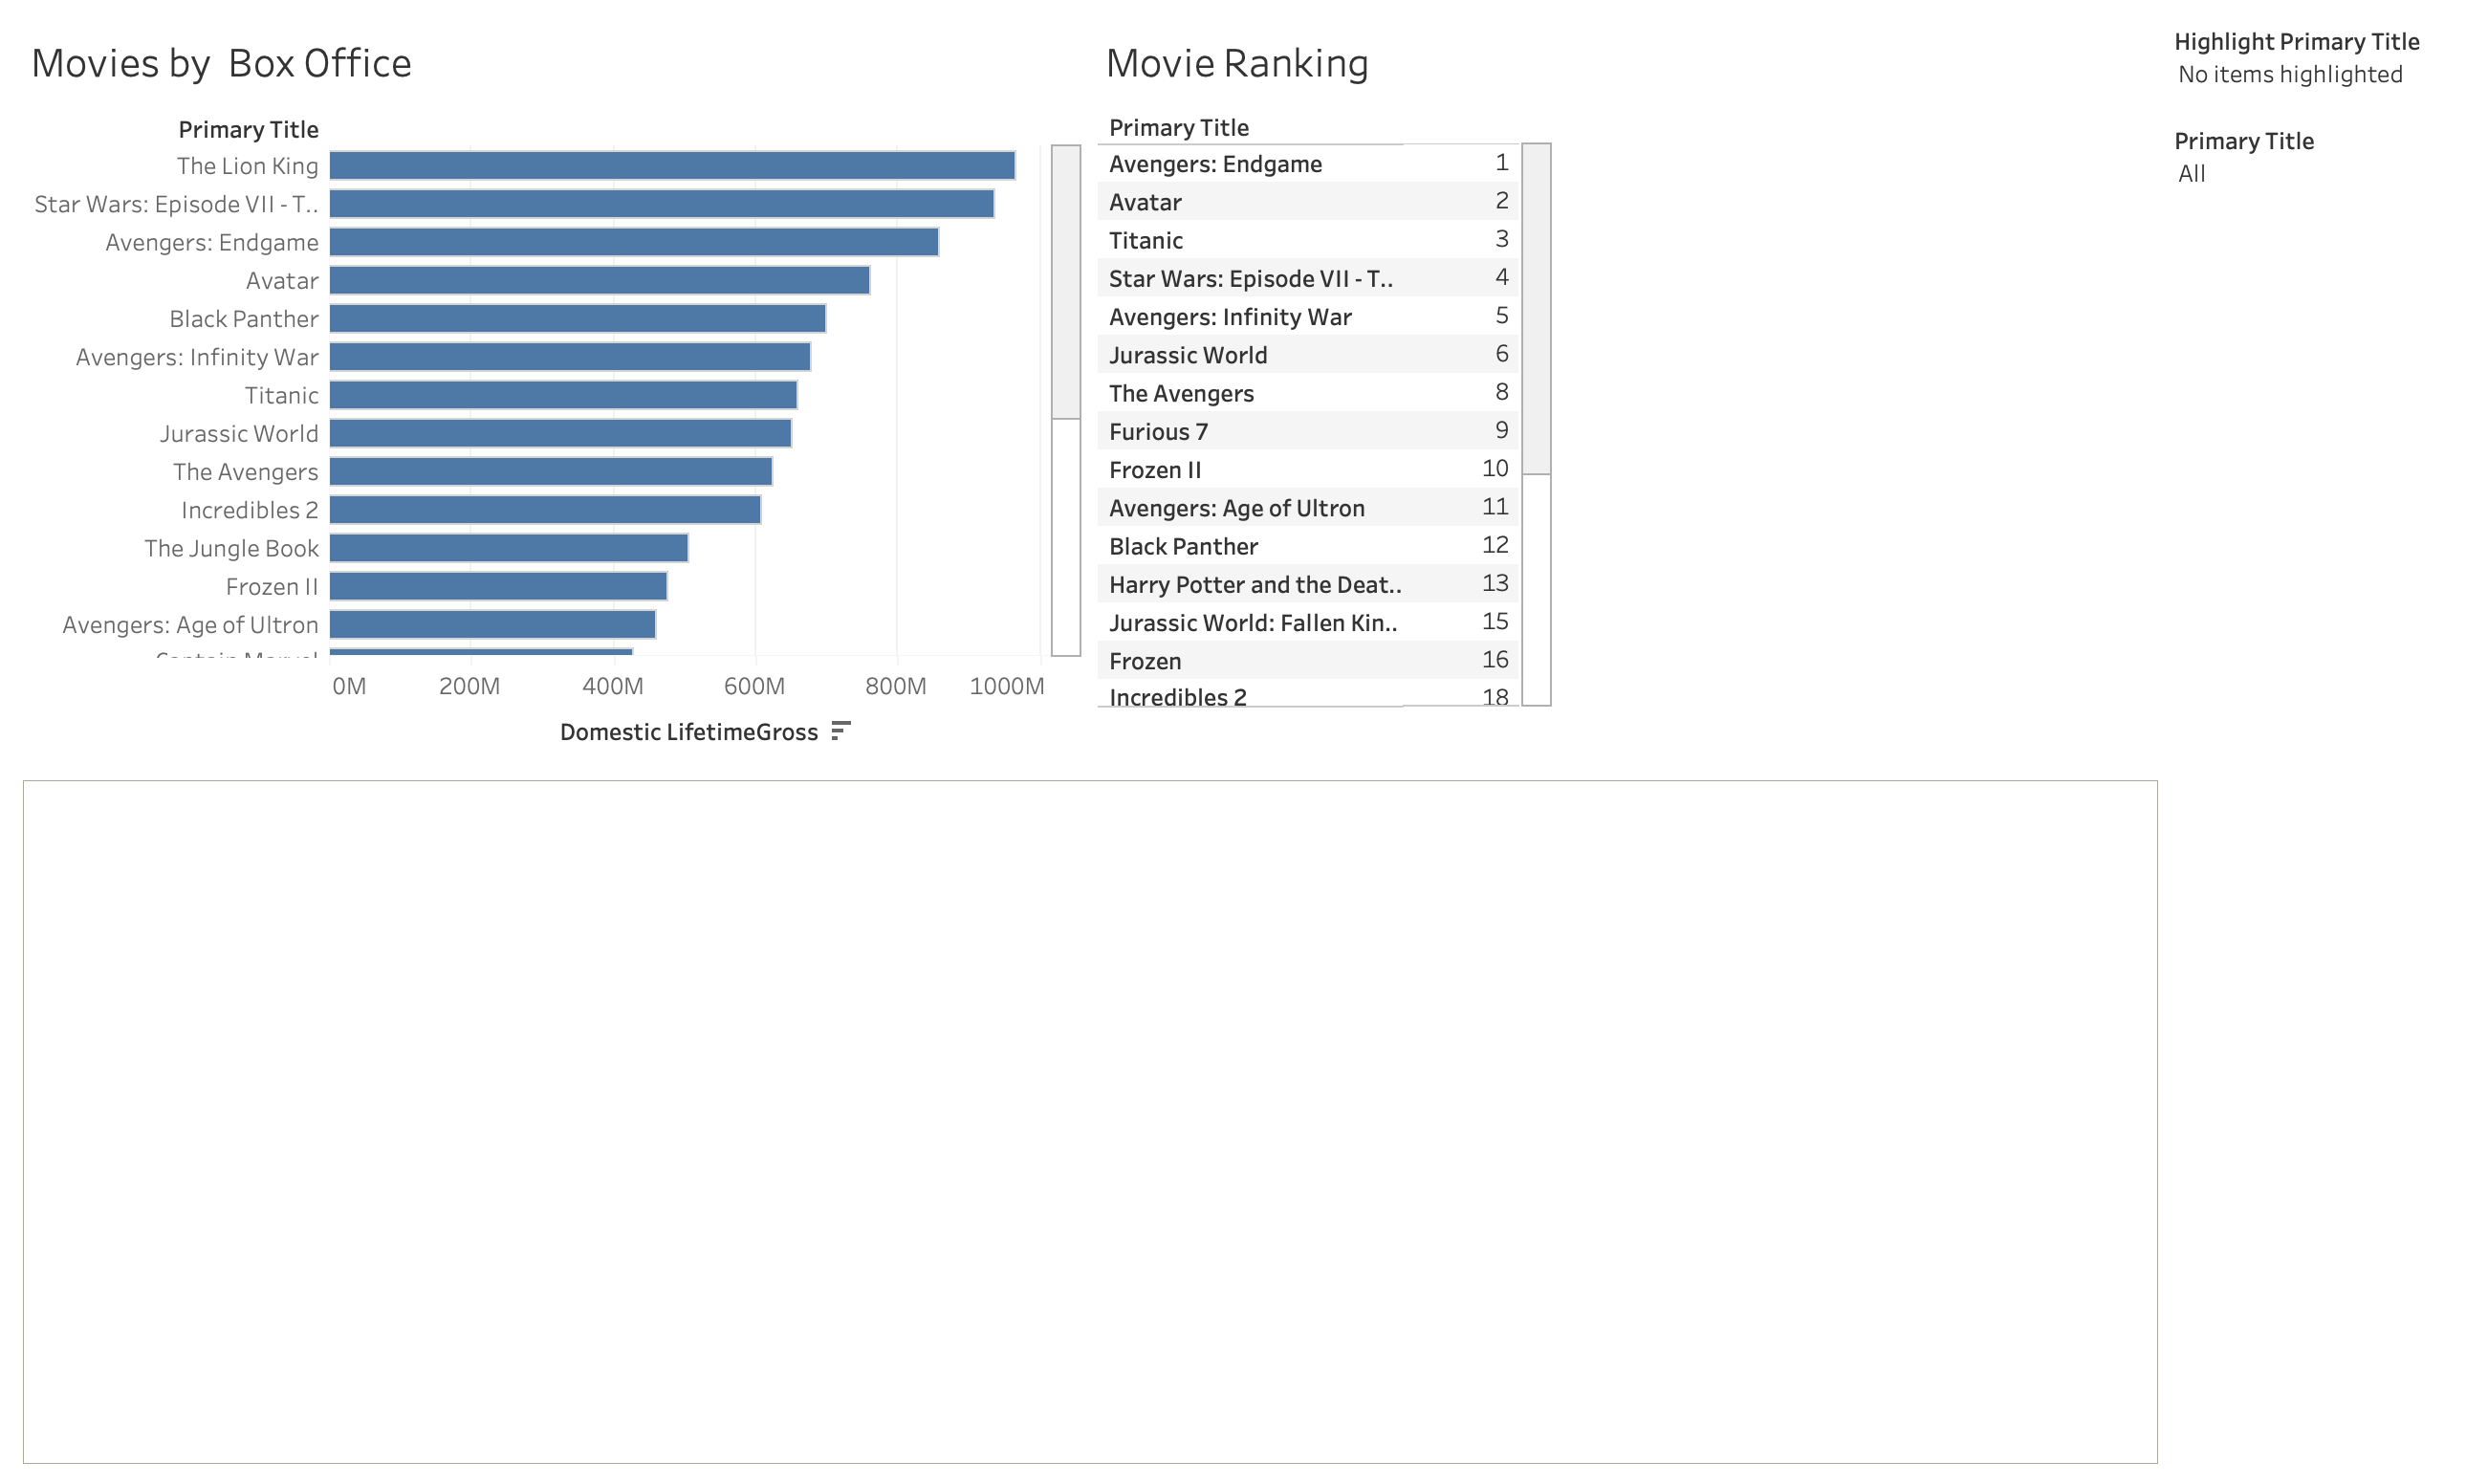 Movies by  Box Office
Primary Title
The Lion King
Star Wars: Episode VII - T..
Avengers: Endgame
Avatar
Black Panther
Avengers: Infinity War
Titanic
Jurassic World
The Avengers
Incredibles 2
The Jungle Book
Frozen II
Avengers: Age of Ultron
0M 200M 400M 600M 800M 1000M
Domestic LifetimeGross
Movie Ranking
Primary Title
Avengers: Endgame 1
Avatar 2
Titanic 3
Star Wars: Episode VII - T.. 4
Avengers: Infinity War 5
Jurassic World 6
The Avengers 8
Furious 7 9
Frozen II 10
Avengers: Age of Ultron 11
Black Panther 12
Harry Potter and the Deat.. 13
Jurassic World: Fallen Kin.. 15
Frozen 16
Incredibles 2 18
Highlight Primary Title
No items highlighted
Primary Title
All